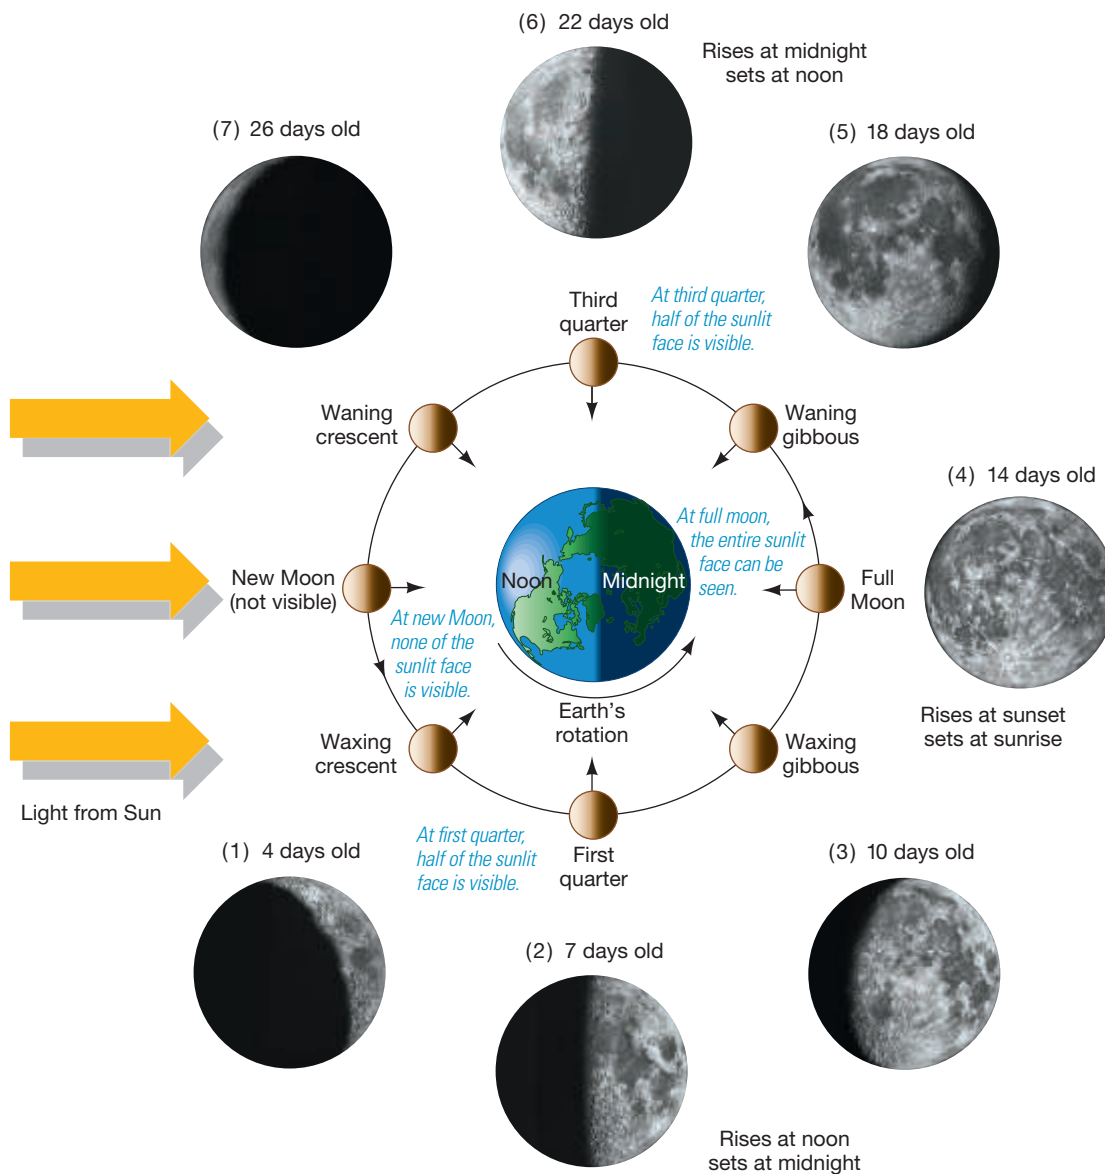 (6) 22 days old
Rises at midnight
sets at noon
(7) 26 days old
(5) 18 days old
Third
quarter
At third quarter,
half of the sunlit
face is visible.
Waning
crescent
Waning
gibbous
(4) 14 days old
New Moon
(not visible)
Noon
Midnight
At full moon,
the entire sunlit
face can be
seen.
Full
Moon
At new Moon,
none of the
sunlit face
is visible.
Earth's
rotation
Rises at sunset
sets at sunrise
Waxing
crescent
Waxing
gibbous
Light from Sun
At first quarter,
half of the sunlit
face is visible.
First
quarter
(1) 4 days old
(3) 10 days old
(2) 7 days old
Rises at noon
sets at midnight